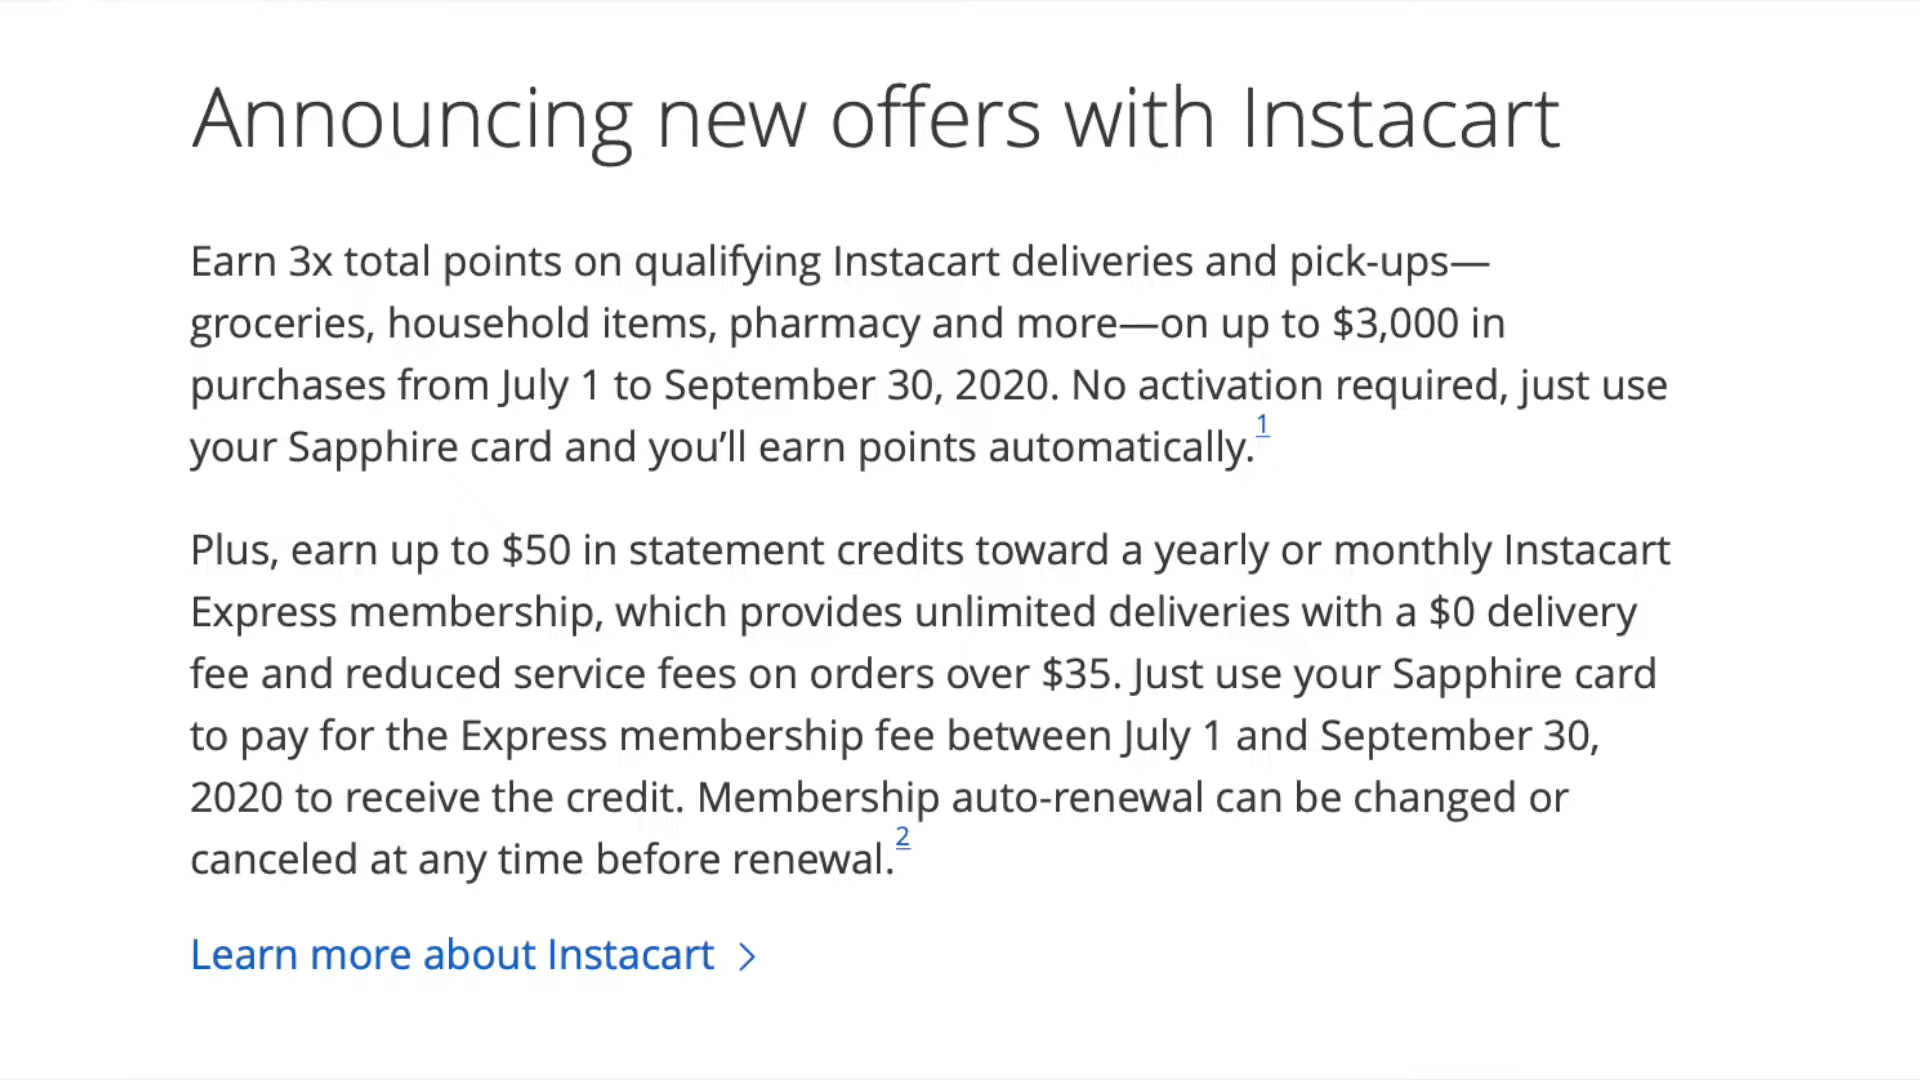 Announcing new offers with Instacart
Earn 3x total points on qualifying Instacart deliveries and pick-ups—
groceries, household items, pharmacy and more—on up to $3,000 in
purchases from July 1 to September 30, 2020. No activation required, just use
your Sapphire card and you’ll earn points automatically.1
Plus, earn up to $50 in statement credits toward a yearly or monthly Instacart
Express membership, which provides unlimited deliveries with a $0 delivery
fee and reduced service fees on orders over $35. Just use your Sapphire card
to pay for the Express membership fee between July 1 and September 30,
2020 to receive the credit. Membership auto-renewal can be changed or
canceled at any time before renewal.2
Learn more about Instacart >